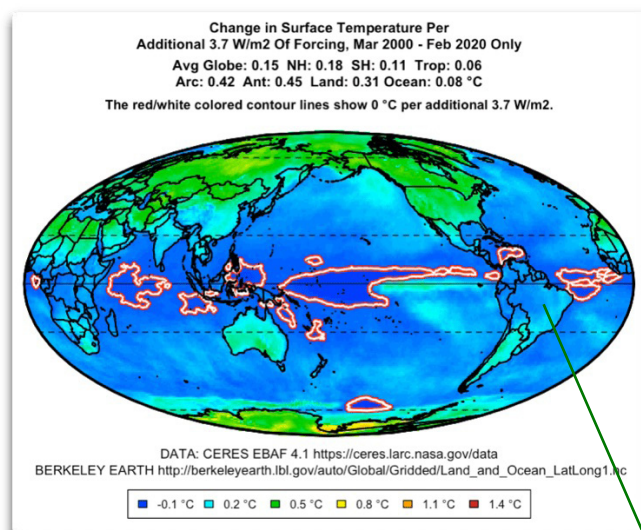 Change in Surface Temperature Per
Additional 3.7 W/m2 Of Forcing, Mar 2000 - Feb 2020 Only
Avg Globe: 0.15 NH: 0.18 SH: 0.11 Trop: 0.06
Arc: 0.42 Ant: 0.45 Land: 0.31 Ocean: 0.08 °C
The red/white colored contour lines show 0 °C per additional 3.7 W/m2.
DATA: CERES EBAF 4.1 https://ceres.larc.nasa.gov/data
BERKELEY EARTH http://berkeleyearth.lbl.gov/auto/Global/Gridded/Land_and_Ocean_LatLong1.nc
-0.1 °C 0.2 °C 0.5 °C 0.8 °C 1.1 °C 1.4 °C